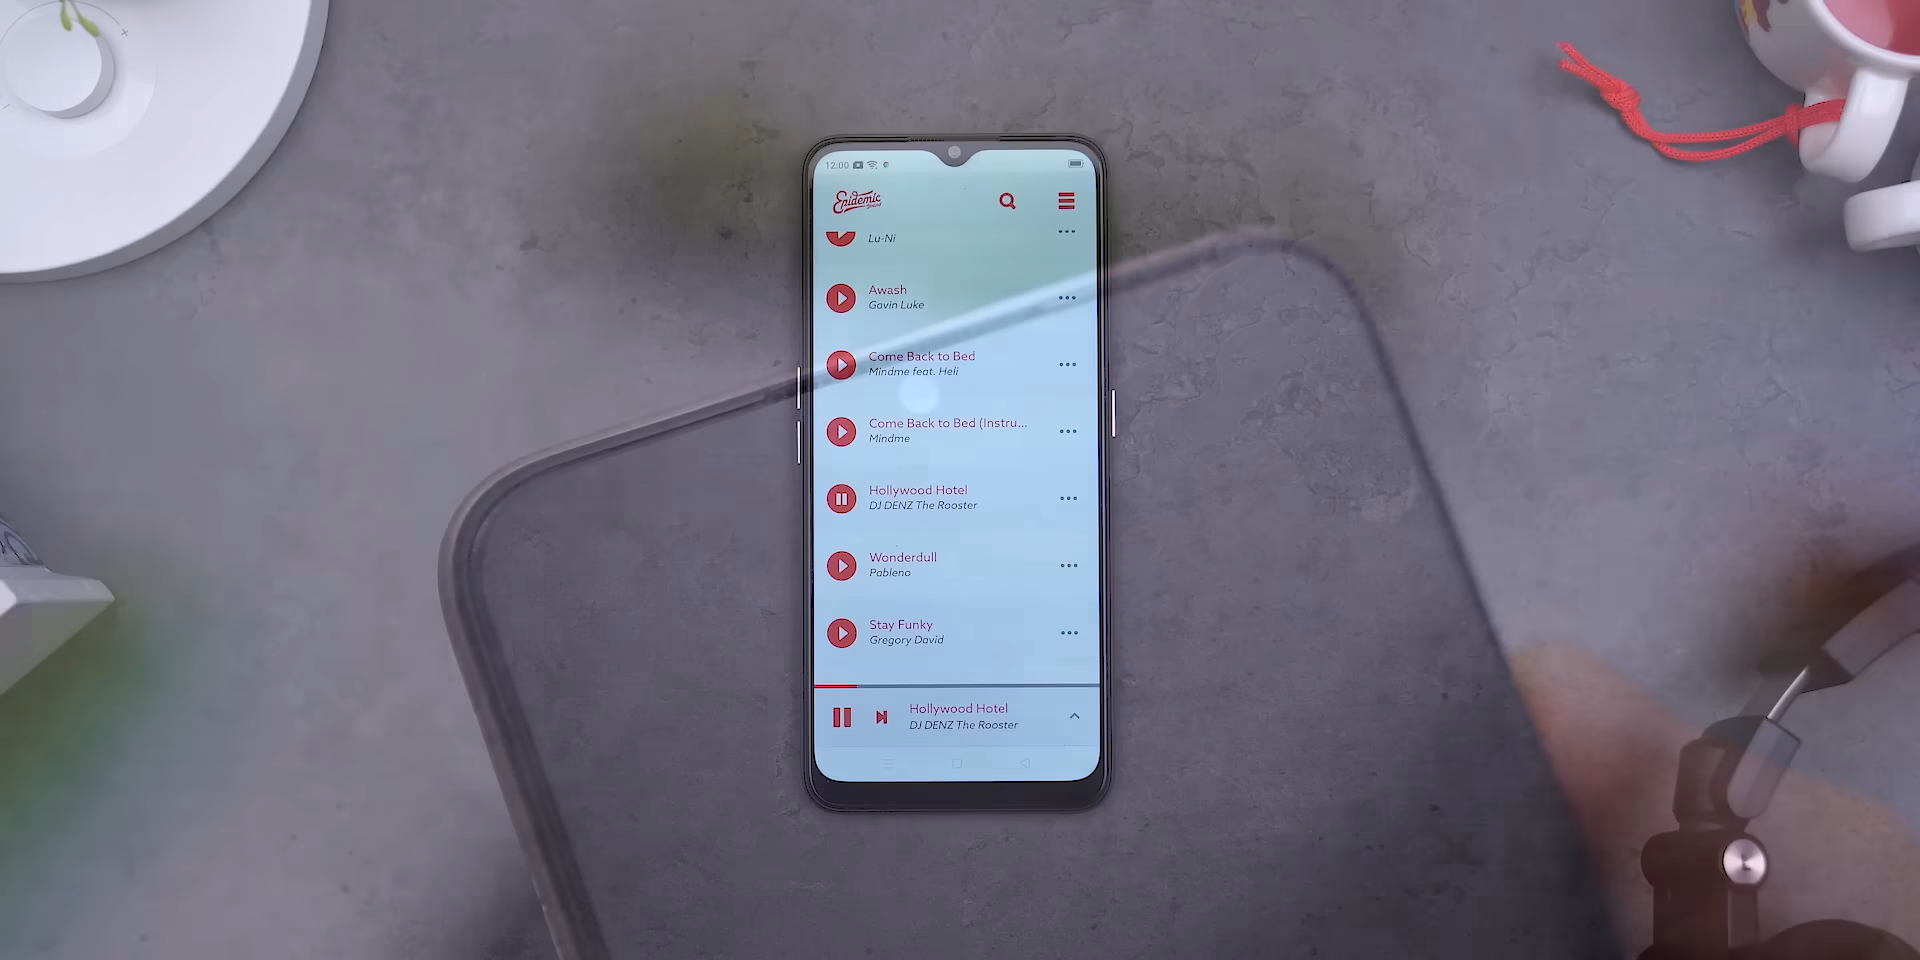 12:00
Epidemic
Sound
Lu-Ni
Awash
Gavin Luke
Come Back to Bed
Mindme feat. Heli
Come Back to Bed (Instru...
Mindme
Hollywood Hotel
DJ DENZ The Rooster
Wonderdull
Pableno
Stay Funky
Gregory David
Hollywood Hotel
DJ DENZ The Rooster